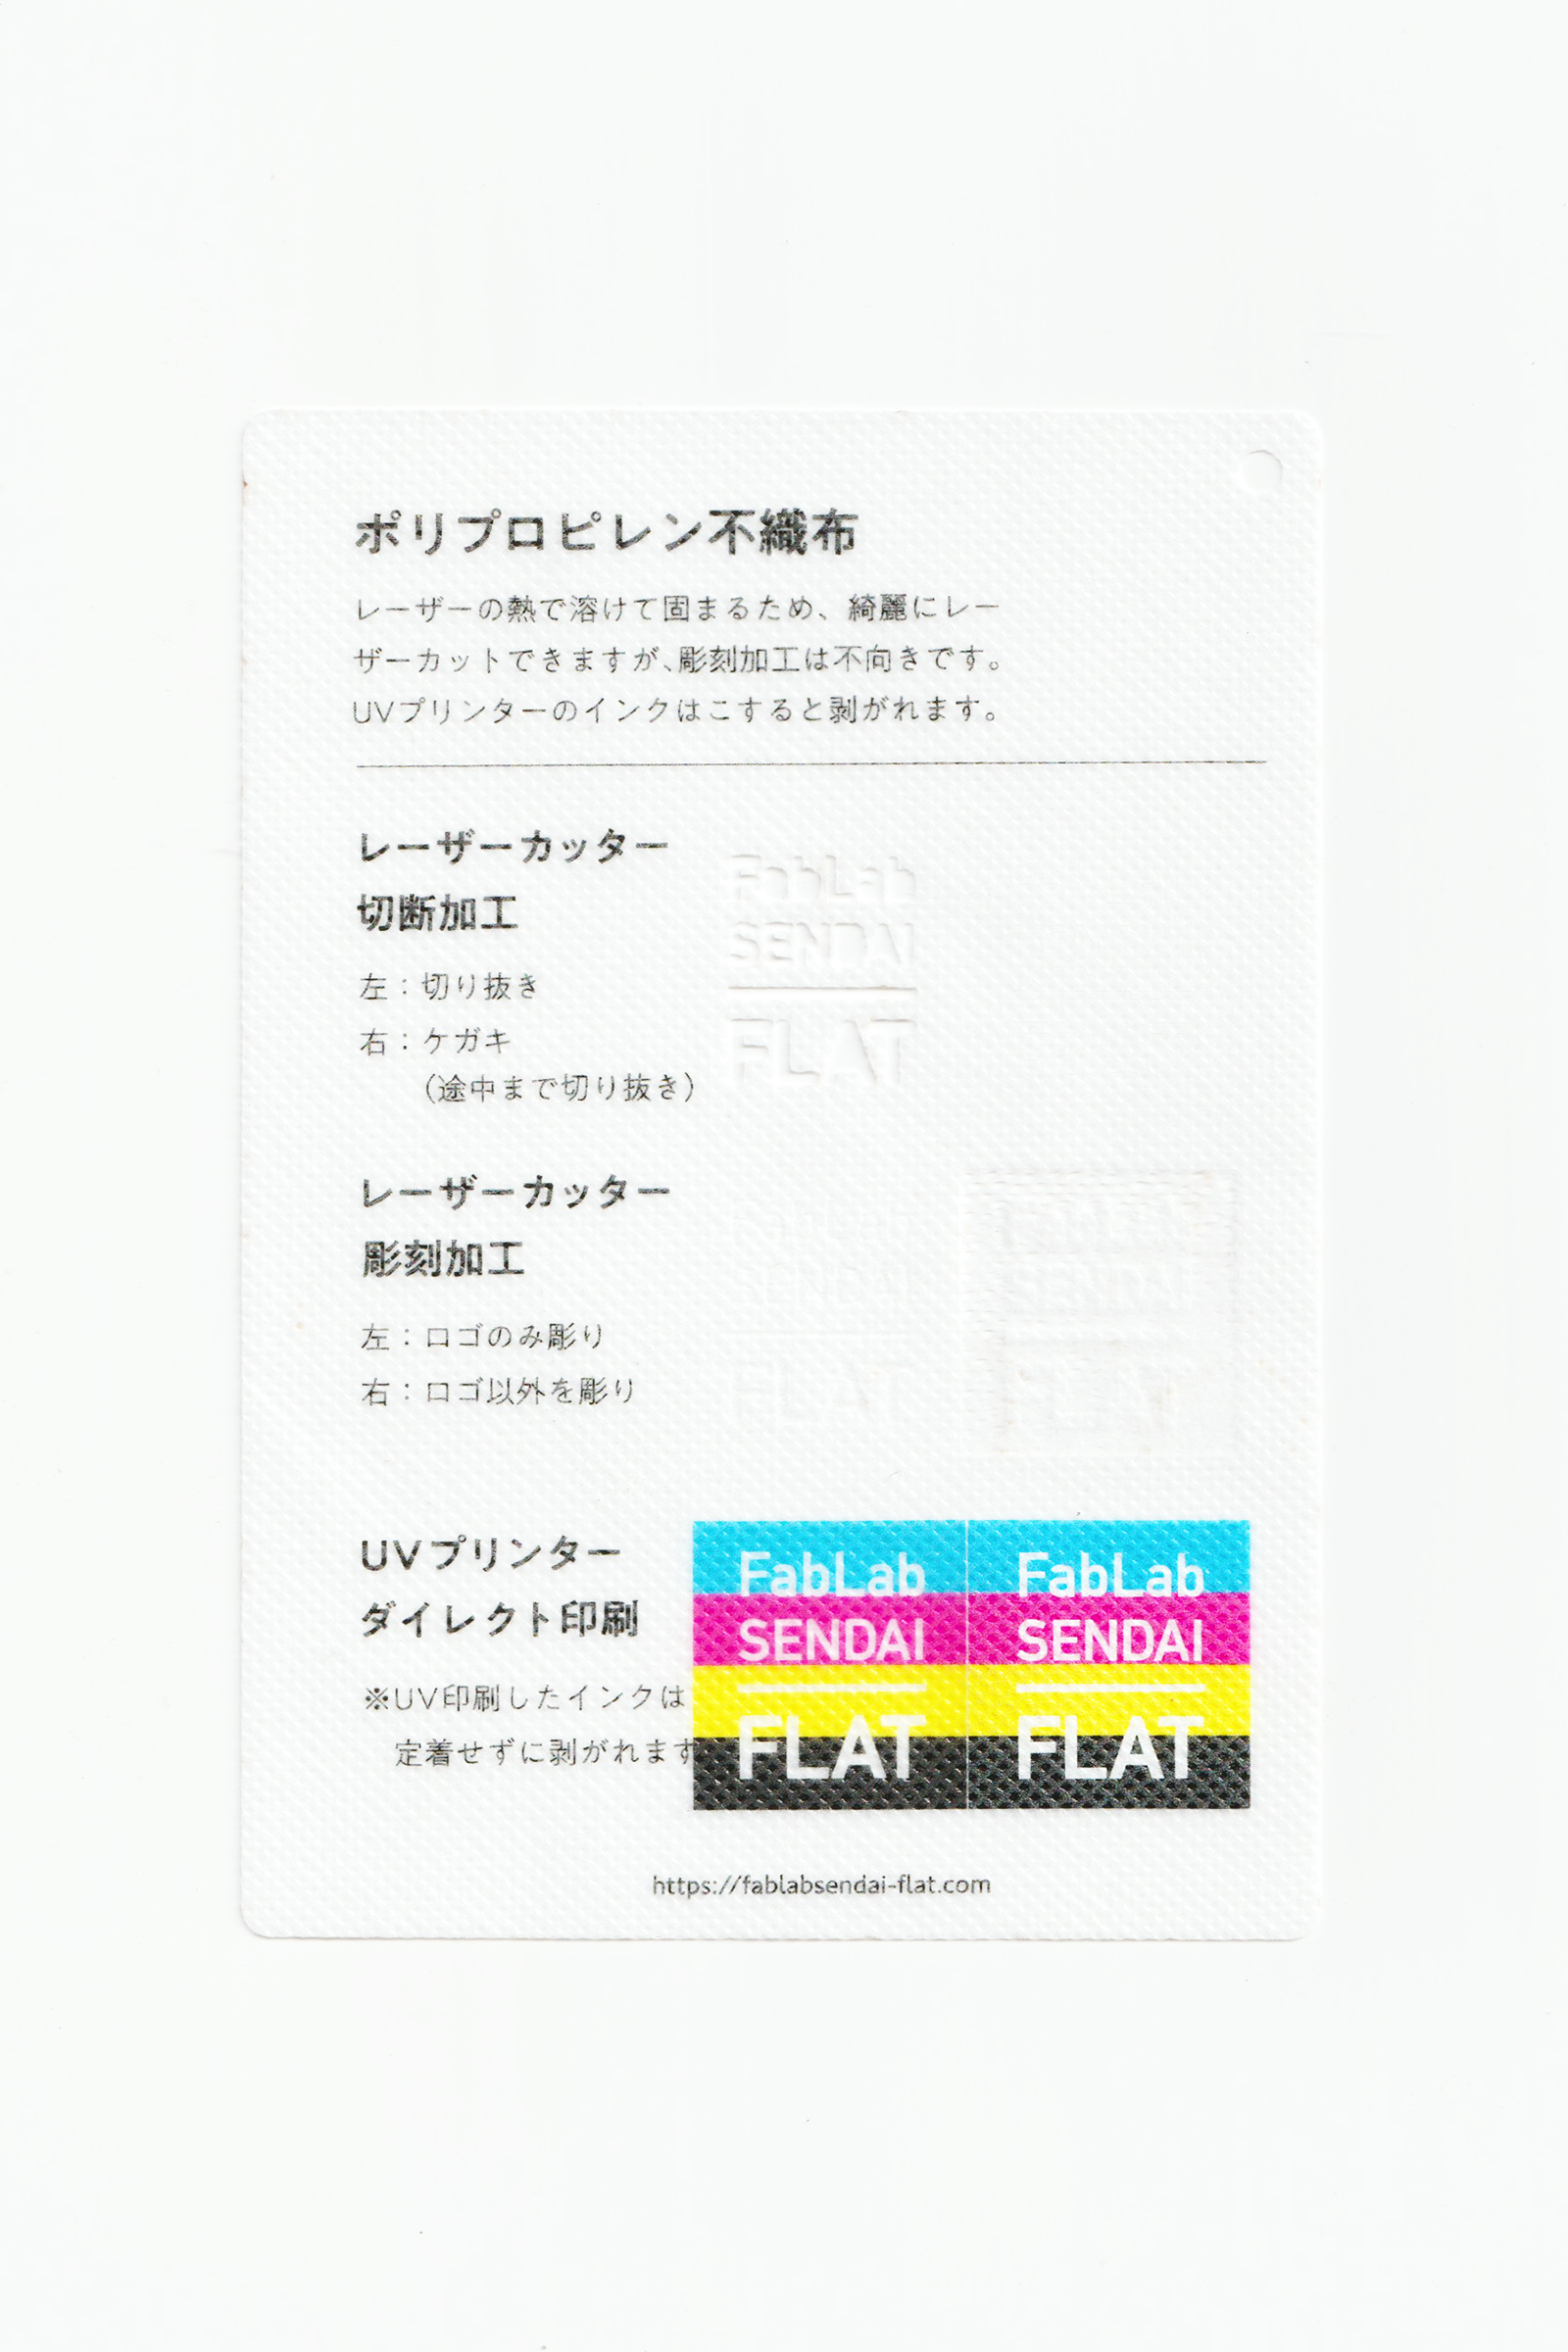 ポリプロピレン不織布
レーザーの熱で溶けて固まるため、綺麗にレー
ザーカットできますが、彫刻加工は不向きです。
UVプリンターのインクはこすると剥がれます。
レーザーカッター
切断加工
左：切り抜き
右：ケガキ
（途中まで切り抜き）
FabLab
SENDAI
FLAT
レーザーカッター
彫刻加工
左：ロゴのみ彫り
右：ロゴ以外を彫り
FabLab
SENDAI
FLAT
FabLab
SENDAI
FLAT
UVプリンター
ダイレクト印刷
※UV印刷したインクは
定着せずに剥がれます
FabLab
SENDAI
FLAT
FabLab
SENDAI
FLAT
https://fablabsendai-flat.com